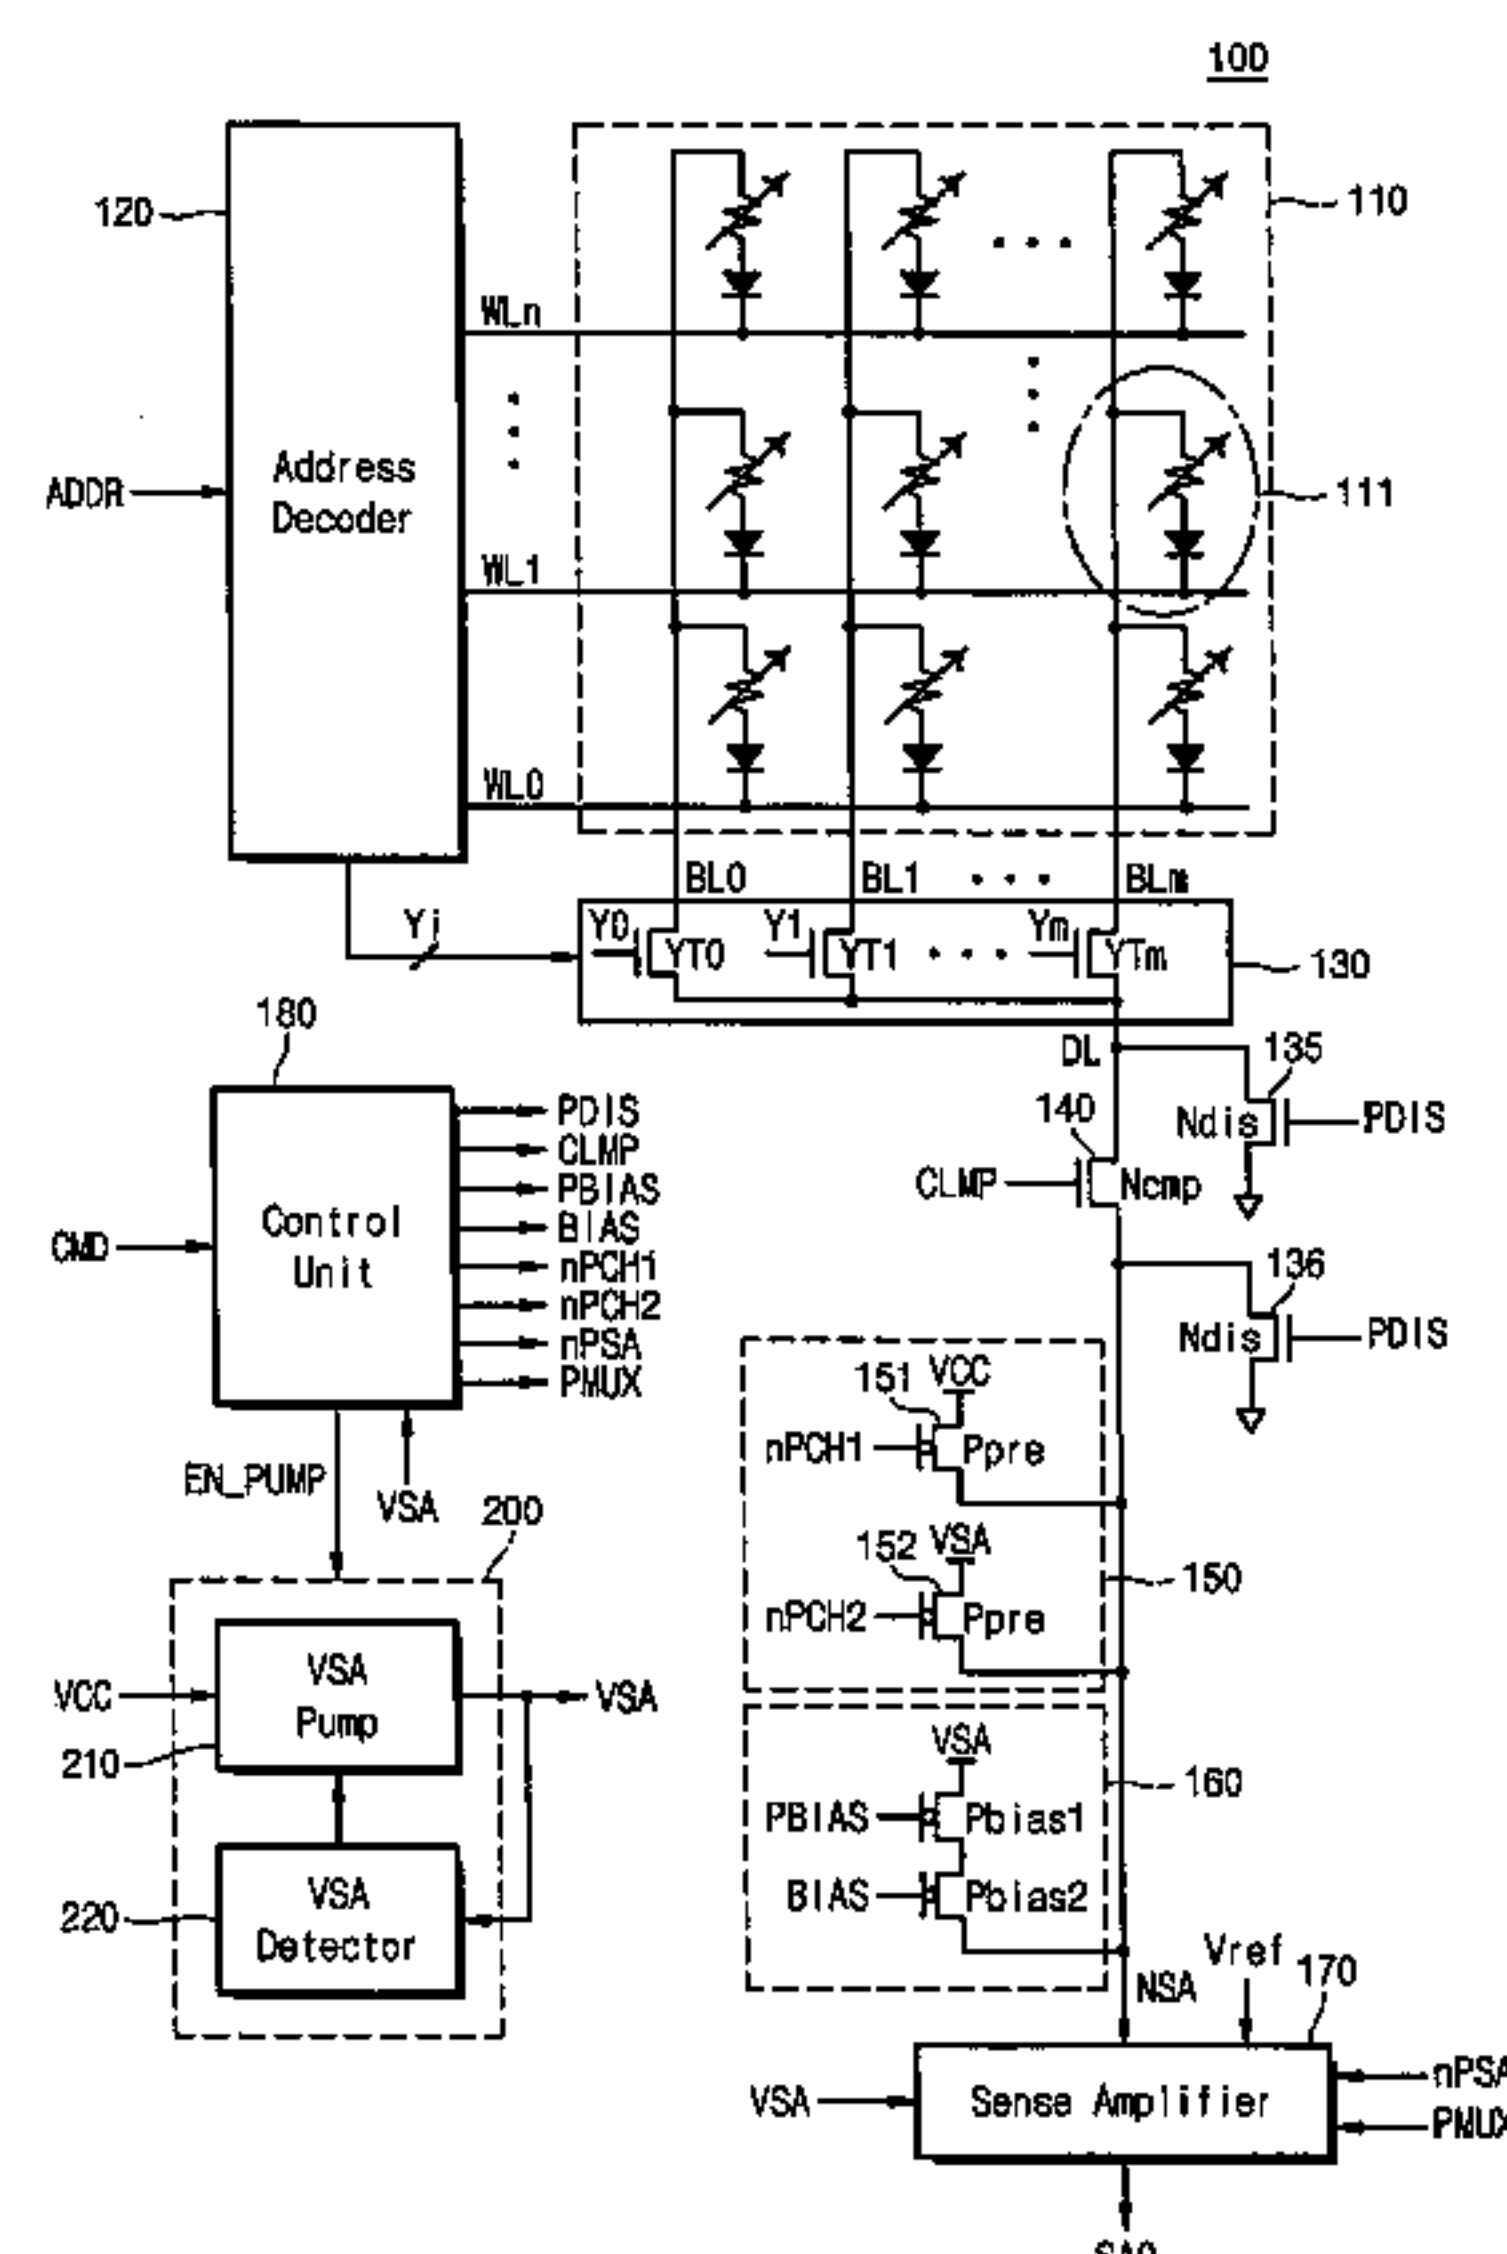 100
120
110
WLn
Address
Decoder
ADDR
111
WL1
WL0
BL0
BL1
BLm
Yi
Y0
YT0
Y1
YT1
Ym
YTm
130
180
DL
135
Ndis
PDIS
140
CLMP
Ncmp
PDIS
CLMP
PBIAS
BIAS
nPCH1
nPCH2
nPSA
PMUX
Control
Unit
CMD
136
Ndis
PDIS
151
VCC
nPCH1
Ppre
EN_PUMP
VSA
200
152
VSA
nPCH2
Ppre
150
VSA
Pump
VCC
VSA
210
VSA
160
PBIAS
Pbias1
BIAS
Pbias2
VSA
Detector
220
NSA
Vref
170
Sense Amplifier
VSA
nPSA
PMUX